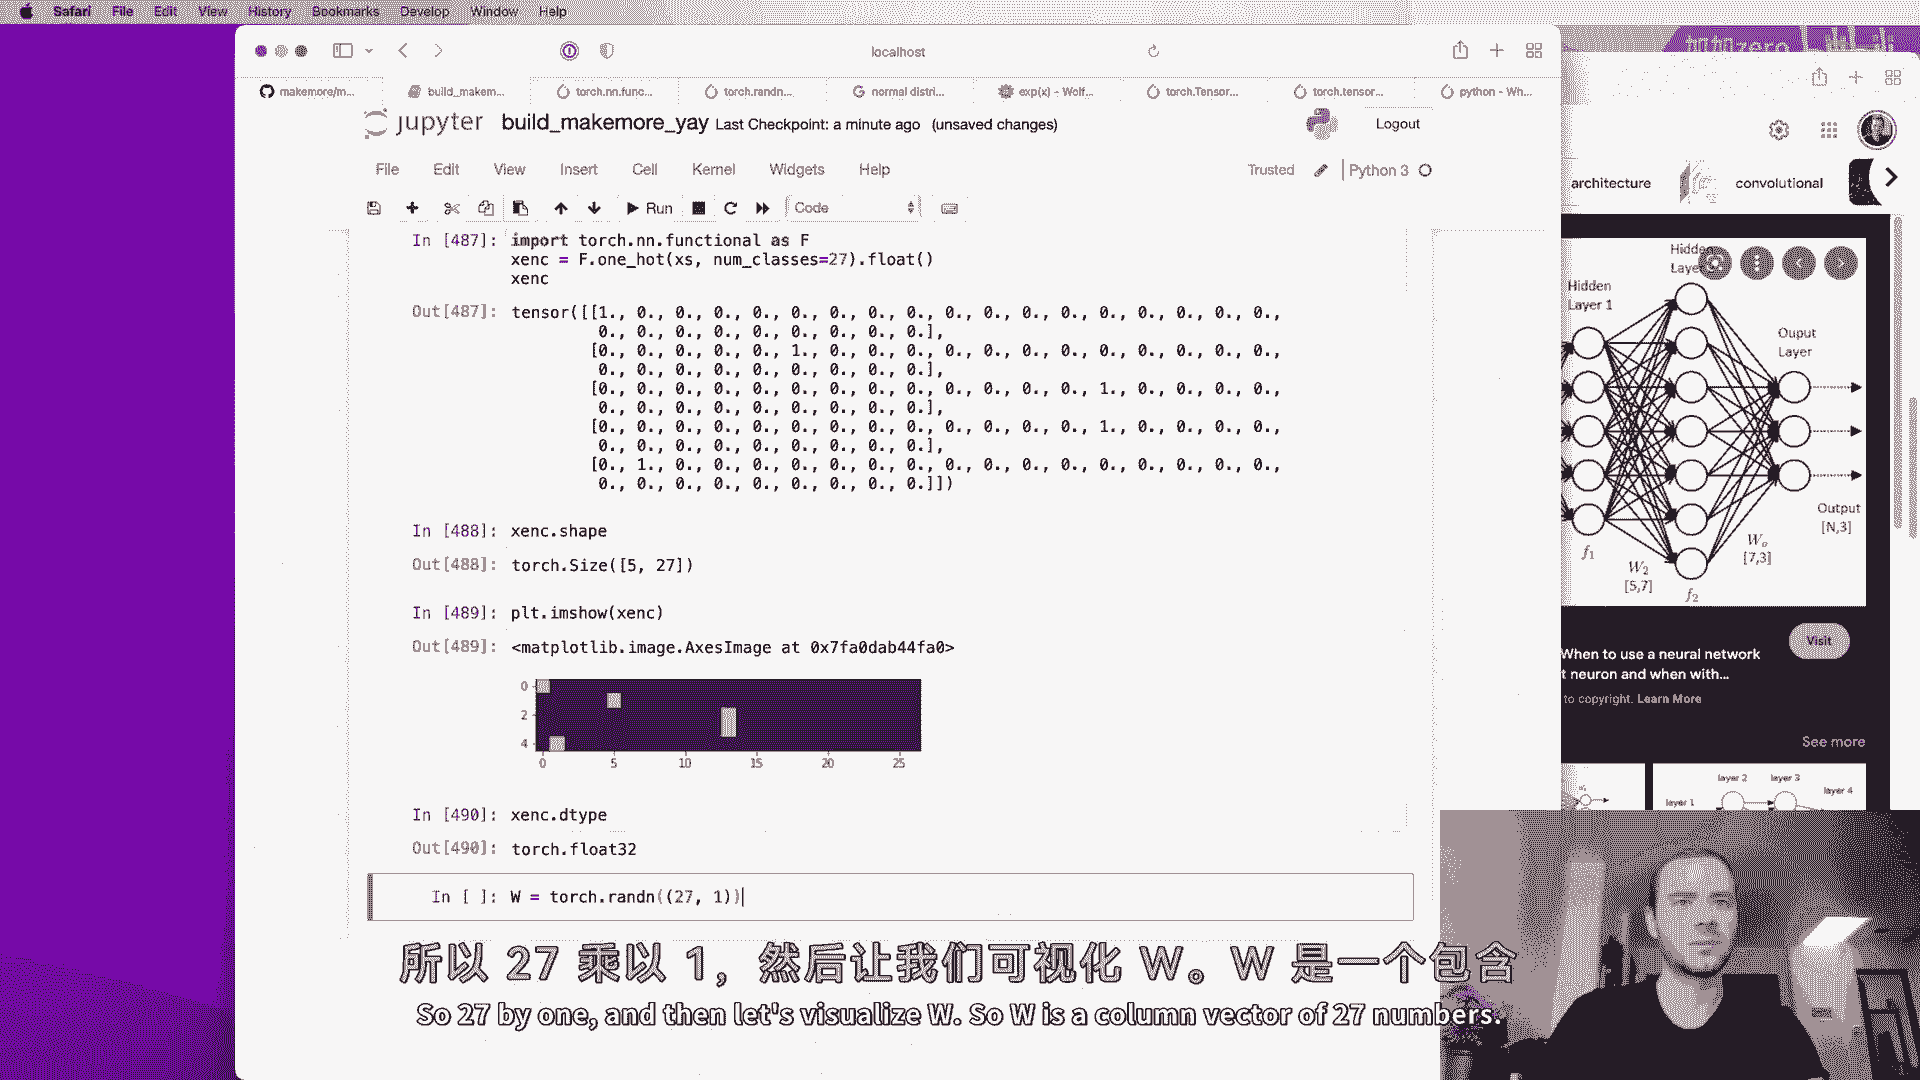 Safari File Edit View History Bookmarks Develop Window Help
localhost
makemore/m... build_makem... torch.nn.func... torch.randn... normal distri... exp(x) - Wolf... torch.Tensor... torch.tensor... python - Wh...
jupyter build_makemore_yay Last Checkpoint: a minute ago (unsaved changes)
Logout
File Edit View Insert Cell Kernel Widgets Help
Trusted Python 3
Run Code
In [487]: import torch.nn.functional as F
xenc = F.one_hot(xs, num_classes=27).float()
xenc
Out[487]: tensor([[1., 0., 0., 0., 0., 0., 0., 0., 0., 0., 0., 0., 0., 0., 0., 0., 0., 0.,
0., 0., 0., 0., 0., 0., 0., 0., 0.],
[0., 0., 0., 0., 0., 1., 0., 0., 0., 0., 0., 0., 0., 0., 0., 0., 0., 0.,
0., 0., 0., 0., 0., 0., 0., 0., 0.],
[0., 0., 0., 0., 0., 0., 0., 0., 0., 0., 0., 0., 0., 1., 0., 0., 0., 0.,
0., 0., 0., 0., 0., 0., 0., 0., 0.],
[0., 0., 0., 0., 0., 0., 0., 0., 0., 0., 0., 0., 0., 1., 0., 0., 0., 0.,
0., 0., 0., 0., 0., 0., 0., 0., 0.],
[0., 1., 0., 0., 0., 0., 0., 0., 0., 0., 0., 0., 0., 0., 0., 0., 0., 0.,
0., 0., 0., 0., 0., 0., 0., 0., 0.]])
In [488]: xenc.shape
Out[488]: torch.Size([5, 27])
In [489]: plt.imshow(xenc)
Out[489]: <matplotlib.image.AxesImage at 0x7fa0dab44fa0>
0
2
4
0 5 10 15 20 25
In [490]: xenc.dtype
Out[490]: torch.float32
In [ ]: W = torch.randn((27, 1))
architecture convolutional
Hidden
Layer 1
Ouput
Layer
Output
[N,3]
f1
W2
[5,7]
f2
Wo
[7,3]
Visit
When to use a neural network
t neuron and when with...
to copyright. Learn More
See more
layer 1 layer 2 layer 3 layer 4
所以 27 乘以 1，然后让我们可视化 W。W 是一个包含
So 27 by one, and then let's visualize W. So W is a column vector of 27 numbers.